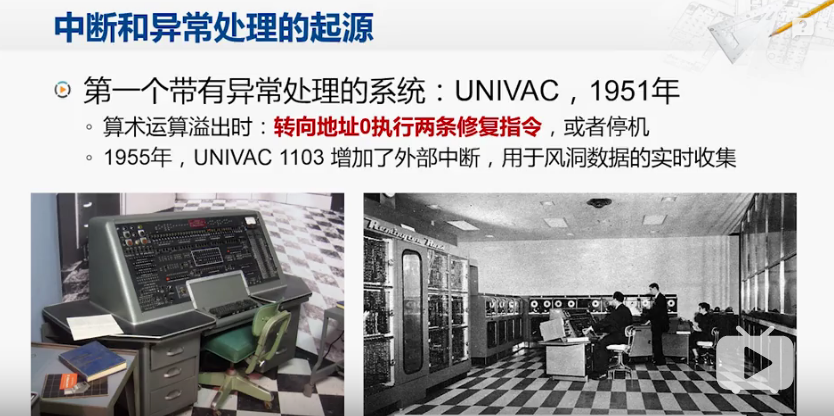 中断和异常处理的起源
第一个带有异常处理的系统：UNIVAC，1951年
算术运算溢出时：转向地址0执行两条修复指令，或者停机
1955年，UNIVAC 1103 增加了外部中断，用于风洞数据的实时收集
Remington Rand